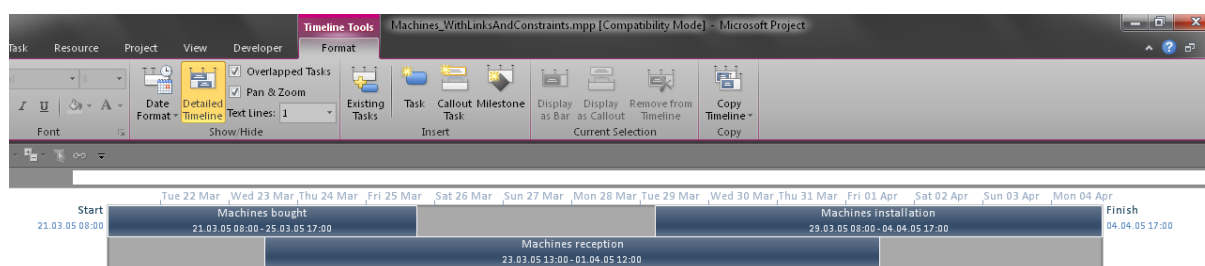 Timeline Tools
Machines_WithLinksAndConstraints.mpp [Compatibility Mode] - Microsoft Project
Task Resource Project View Developer Format
Overlapped Tasks
Pan & Zoom
Text Lines: 1
Date Format
Detailed Timeline
Existing Tasks
Task
Callout Task
Milestone
Display as Bar
Display as Callout
Remove from Timeline
Copy Timeline
I U A
Font Show/Hide Insert Current Selection Copy
Tue 22 Mar Wed 23 Mar Thu 24 Mar Fri 25 Mar Sat 26 Mar Sun 27 Mar Mon 28 Mar Tue 29 Mar Wed 30 Mar Thu 31 Mar Fri 01 Apr Sat 02 Apr Sun 03 Apr Mon 04 Apr
Start
21.03.05 08:00
Machines bought
21.03.05 08:00 - 25.03.05 17:00
Machines installation
29.03.05 08:00 - 04.04.05 17:00
Finish
04.04.05 17:00
Machines reception
23.03.05 13:00 - 01.04.05 12:00